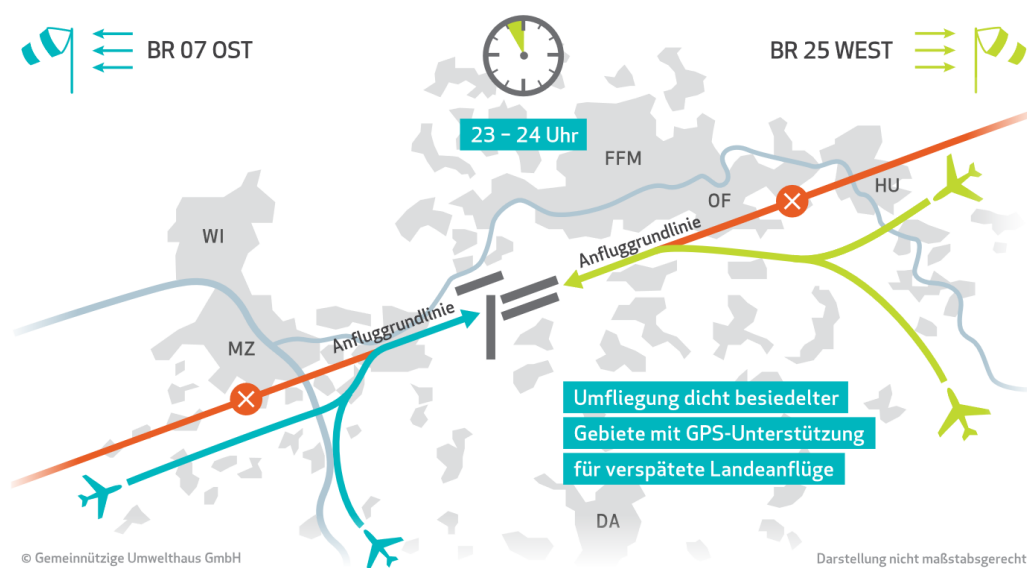 BR 07 OST
BR 25 WEST
23 – 24 Uhr
FFM
HU
OF
WI
Anfluggrundlinie
Anfluggrundlinie
MZ
Umfliegung dicht besiedelter
Gebiete mit GPS-Unterstützung
für verspätete Landeanflüge
DA
© Gemeinnützige Umwelthaus GmbH
Darstellung nicht maßstabsgerecht